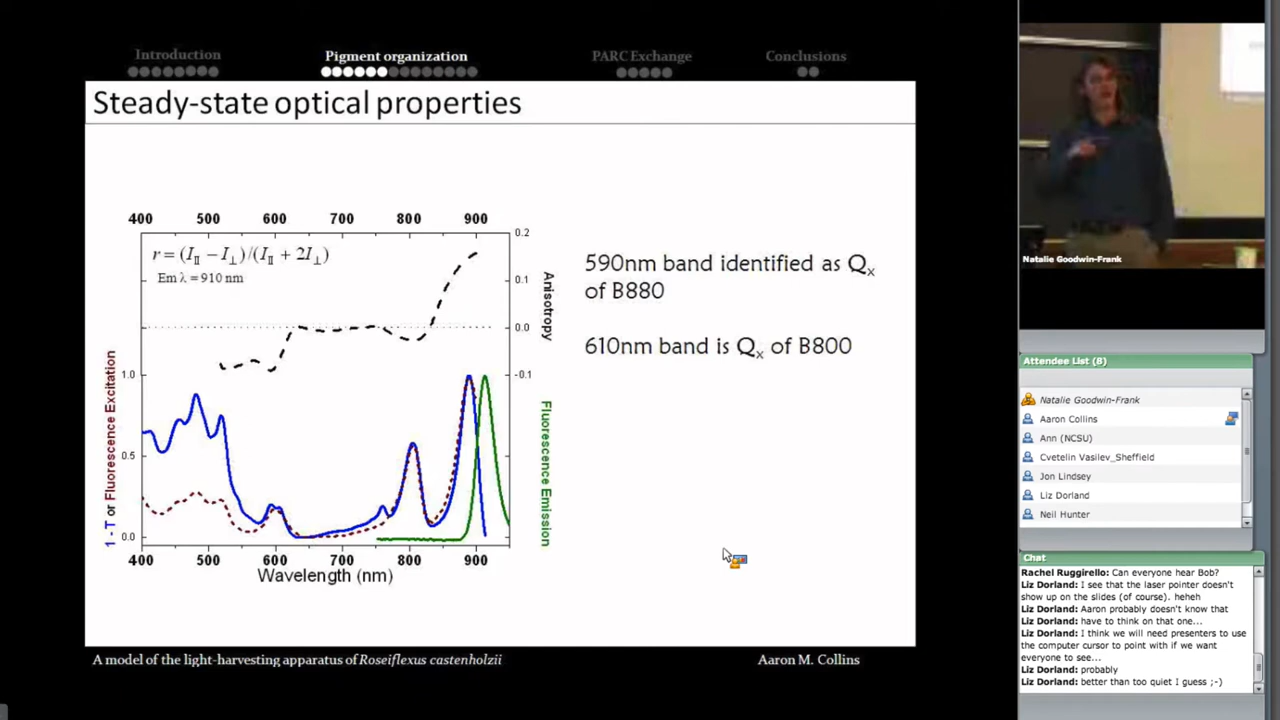 Introduction
Pigment organization
PARC Exchange
Conclusions
Steady-state optical properties
400 500 600 700 800 900
r = (I∥ − I⊥)/(I∥ + 2I⊥)
Em λ = 910 nm
0.2
0.1
0.0
-0.1
Anisotropy
1 - T or Fluorescence Excitation
1.0
0.5
0.0
Fluorescence Emission
400 500 600 700 800 900
Wavelength (nm)
590nm band identified as Qx
of B880
610nm band is Qx of B800
A model of the light-harvesting apparatus of Roseiflexus castenholzii
Aaron M. Collins
Natalie Goodwin-Frank
Attendee List (8)
Natalie Goodwin-Frank
Aaron Collins
Ann (NCSU)
Cvetelin Vasilev_Sheffield
Jon Lindsey
Liz Dorland
Neil Hunter
Chat
Rachel Ruggirello: Can everyone hear Bob?
Liz Dorland: I see that the laser pointer doesn't
show up on the slides (of course). heheh
Liz Dorland: Aaron probably doesn't know that
Liz Dorland: have to think on that one...
Liz Dorland: I think we will need presenters to use
the computer cursor to point with if we want
everyone to see...
Liz Dorland: probably
Liz Dorland: better than too quiet I guess ;-)